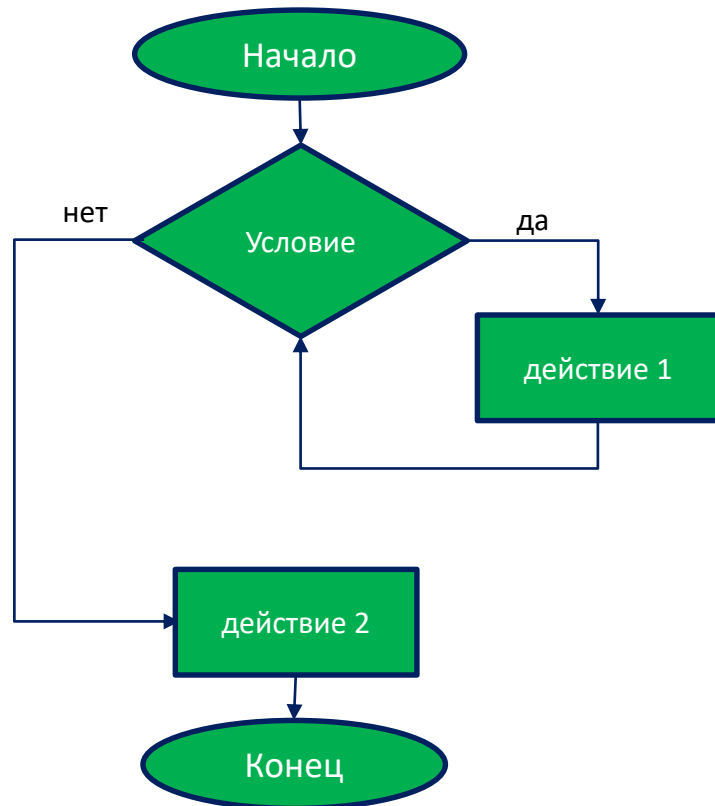 Начало
нет
да
Условие
действие 1
действие 2
Конец